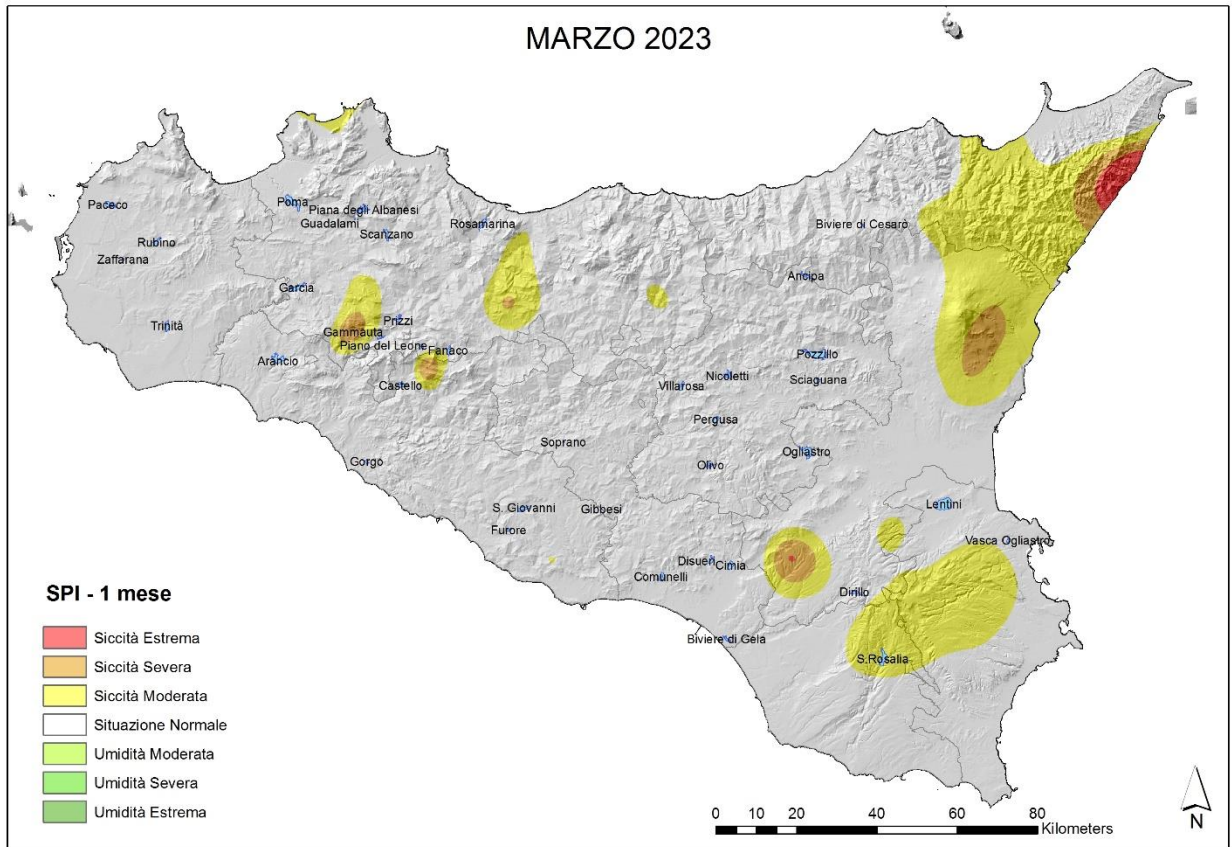 MARZO 2023
Paceco
Poma
Piana degli Albanesi
Guadalami
Scanzano
Rosamarina
Biviere di Cesarò
Rubino
Zaffarana
Garcia
Ancipa
Trinità
Prizzi
Gammauta
Piano del Leone
Fanaco
Arancio
Castello
Pozzillo
Nicoletti
Sciaguana
Villarosa
Pergusa
Soprano
Ogliastro
Gorgo
Olivo
S. Giovanni
Gibbesi
Lentini
Furore
Vasca Ogliastro
Disueri
Cimia
Comunelli
Dirillo
Biviere di Gela
S.Rosalia
SPI - 1 mese
Siccità Estrema
Siccità Severa
Siccità Moderata
Situazione Normale
Umidità Moderata
Umidità Severa
Umidità Estrema
0 10 20 40 60 80
Kilometers
N